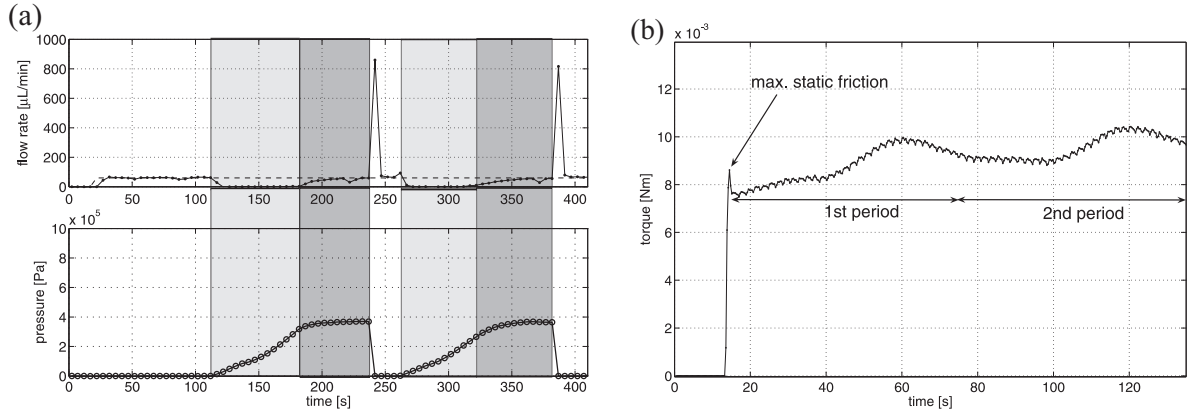 (a)
1000
800
600
400
200
0
flow rate [µL/min]
0 50 100 150 200 250 300 350 400
x 10⁵
10
8
6
4
2
0
pressure [Pa]
0 50 100 150 200 250 300 350 400
time [s]
(b)
x 10⁻³
12
10
8
6
4
2
0
torque [Nm]
max. static friction
1st period
2nd period
0 20 40 60 80 100 120
time [s]